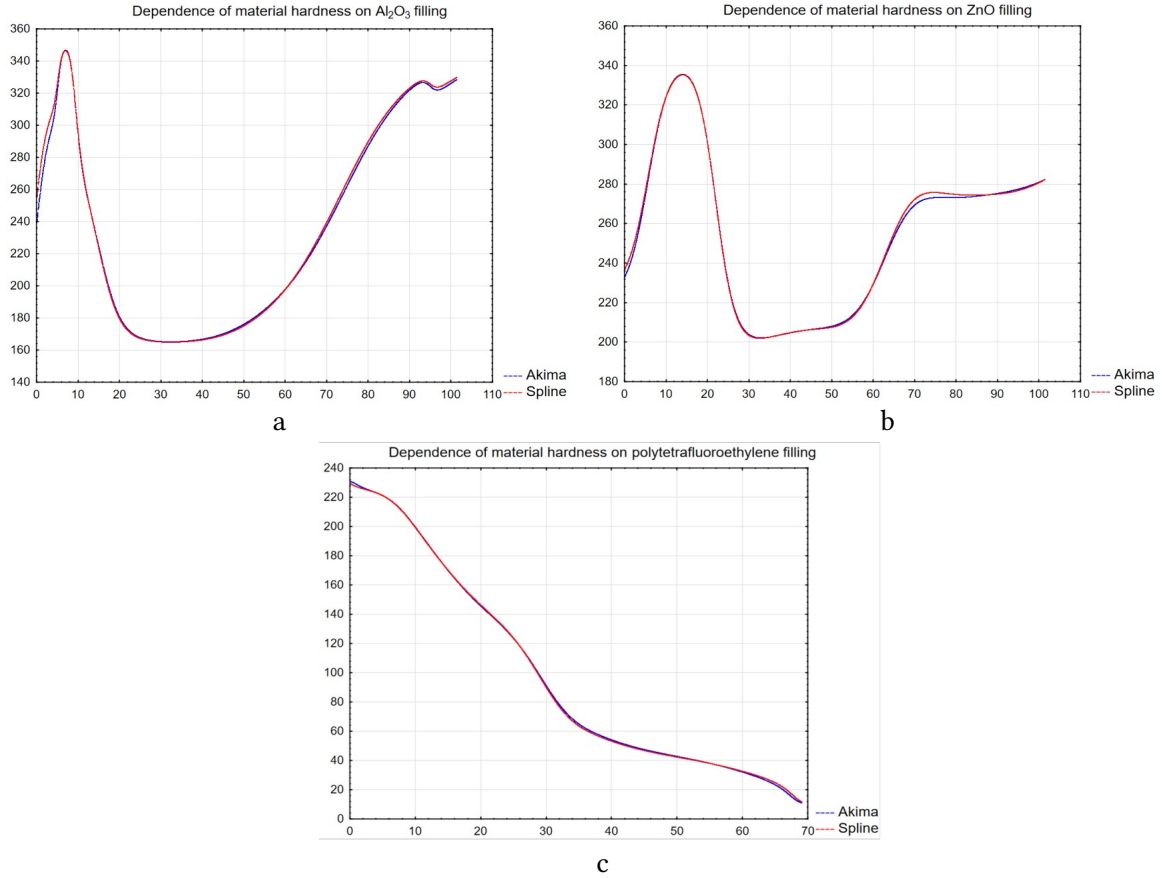 Dependence of material hardness on Al₂O₃ filling
360
340
320
300
280
260
240
220
200
180
160
140
0 10 20 30 40 50 60 70 80 90 100 110
Akima
Spline
a
Dependence of material hardness on ZnO filling
360
340
320
300
280
260
240
220
200
180
0 10 20 30 40 50 60 70 80 90 100 110
Akima
Spline
b
Dependence of material hardness on polytetrafluoroethylene filling
240
220
200
180
160
140
120
100
80
60
40
20
0
0 10 20 30 40 50 60 70
Akima
Spline
c